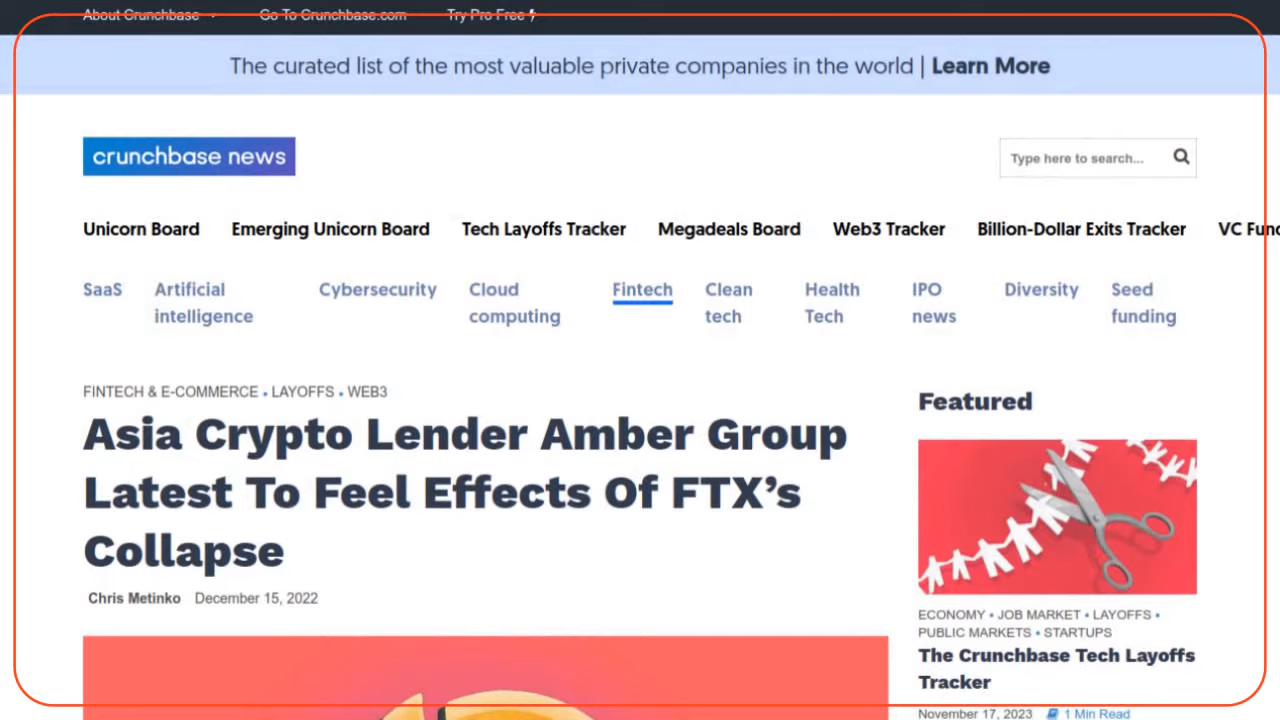 About Crunchbase Go To Crunchbase.com Try Pro Free
The curated list of the most valuable private companies in the world | Learn More
crunchbase news
Type here to search...
Unicorn Board Emerging Unicorn Board Tech Layoffs Tracker Megadeals Board Web3 Tracker Billion-Dollar Exits Tracker VC
SaaS Artificial intelligence Cybersecurity Cloud computing Fintech Clean tech Health Tech IPO news Diversity Seed funding
FINTECH & E-COMMERCE • LAYOFFS • WEB3
Asia Crypto Lender Amber Group
Latest To Feel Effects Of FTX’s
Collapse
Chris Metinko December 15, 2022
Featured
ECONOMY • JOB MARKET • LAYOFFS •
PUBLIC MARKETS • STARTUPS
The Crunchbase Tech Layoffs
Tracker
November 17, 2023 1 Min Read